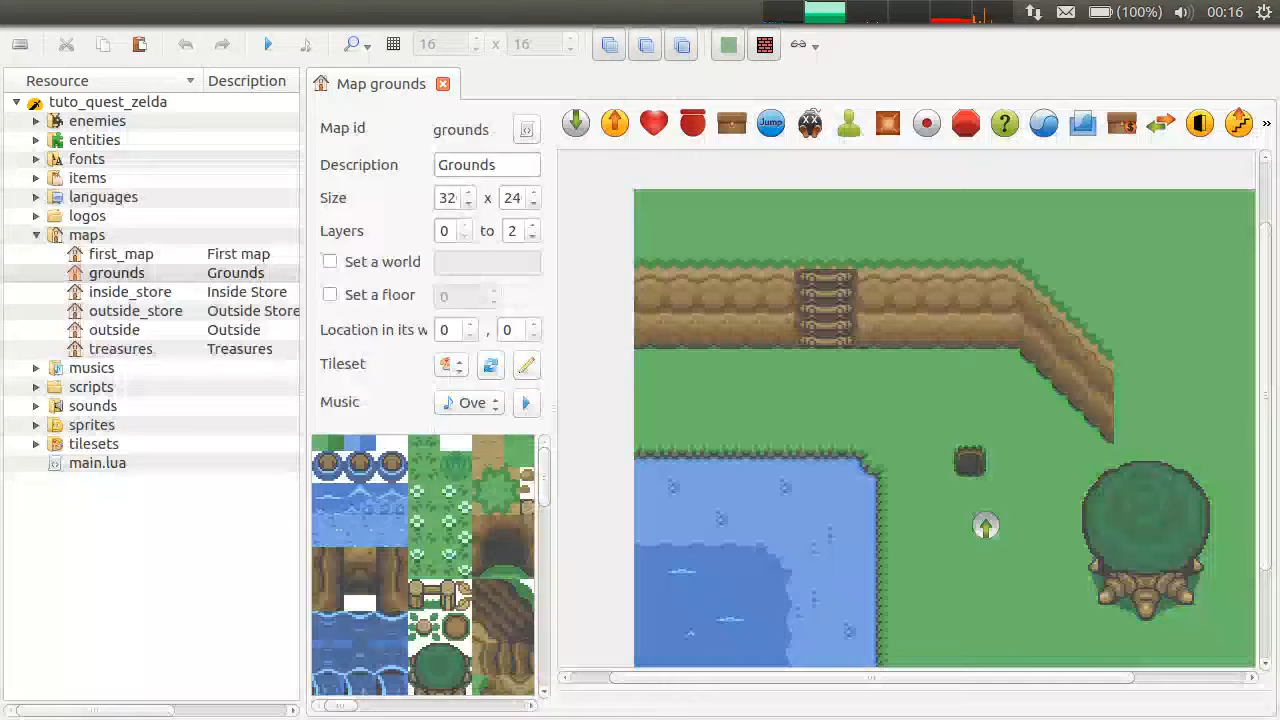 (100%) 00:16
16 x 16
Resource Description
Map grounds
tuto_quest_zelda
enemies
entities
fonts
items
languages
logos
maps
first_map First map
grounds Grounds
inside_store Inside Store
outside_store Outside Store
outside Outside
treasures Treasures
musics
scripts
sounds
sprites
tilesets
main.lua
Map id grounds
Description Grounds
Size 32 x 24
Layers 0 to 2
Set a world
Set a floor 0
Location in its w 0 , 0
Tileset
Music Ove
Jump
?
»